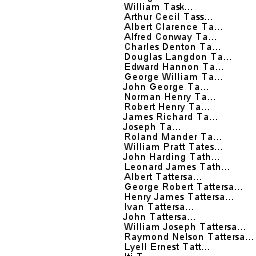 William Task...
Arthur Cecil Tass...
Albert Clarence Ta...
Alfred Conway Ta...
Charles Denton Ta...
Douglas Langdon Ta...
Edward Hannon Ta...
George William Ta...
John George Ta...
Norman Henry Ta...
Robert Henry Ta...
James Richard Ta...
Joseph Ta...
Roland Mander Ta...
William Pratt Tates...
John Harding Tath...
Leonard James Tath...
Albert Tattersa...
George Robert Tattersa...
Henry James Tattersa...
Ivan Tattersa...
John Tattersa...
William Joseph Tattersa...
Raymond Nelson Tattersa...
Lyell Ernest Tatt...